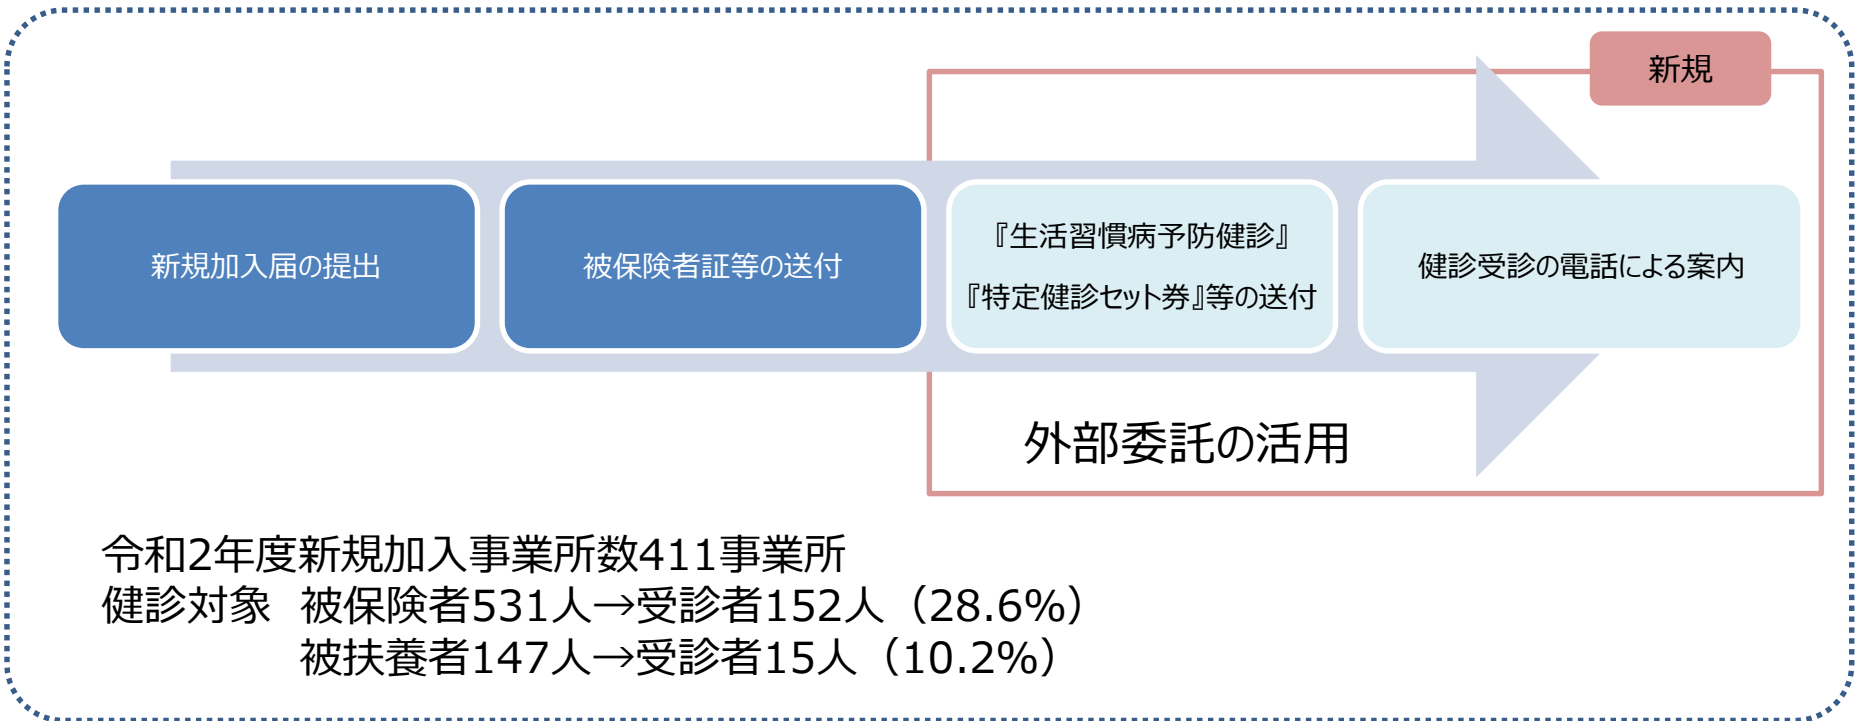 新規
新規加入届の提出
被保険者証等の送付
『生活習慣病予防健診』
『特定健診セット券』等の送付
健診受診の電話による案内
外部委託の活用
令和2年度新規加入事業所数411事業所
健診対象　被保険者531人→受診者152人（28.6%）
被扶養者147人→受診者15人（10.2%）